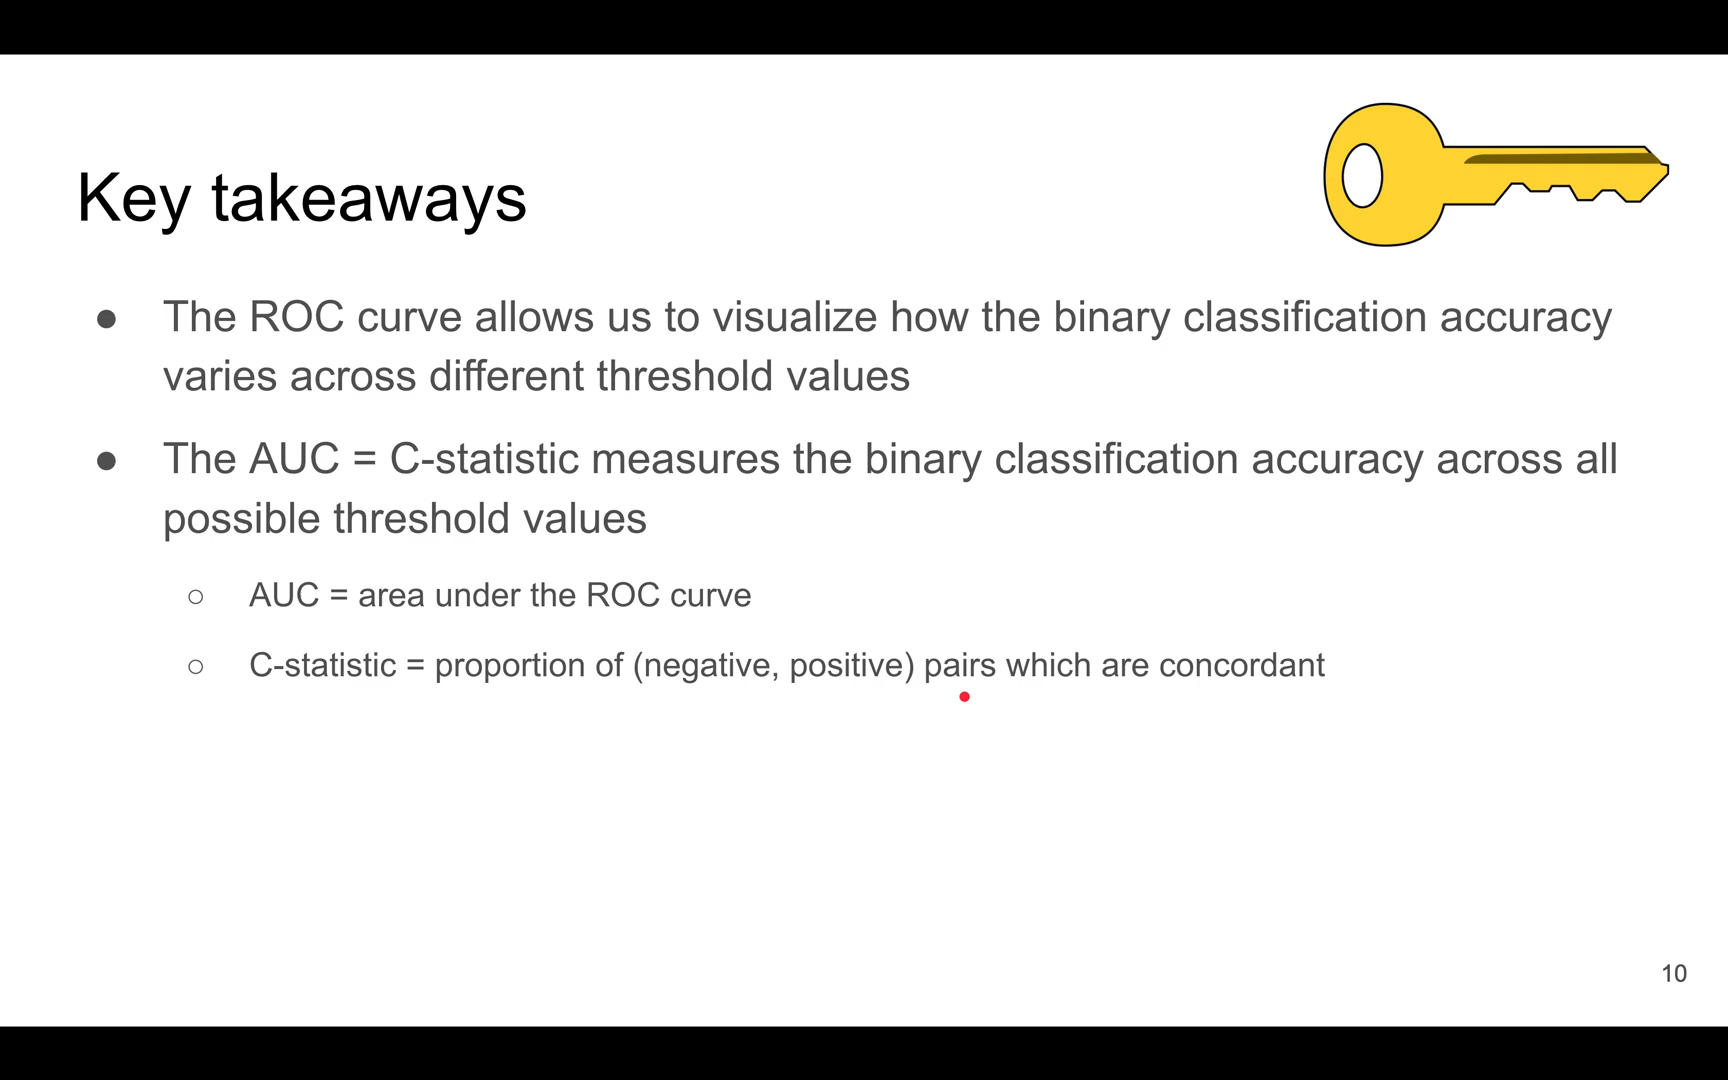 Key takeaways
● The ROC curve allows us to visualize how the binary classification accuracy
varies across different threshold values
● The AUC = C-statistic measures the binary classification accuracy across all
possible threshold values
○ AUC = area under the ROC curve
○ C-statistic = proportion of (negative, positive) pairs which are concordant
10